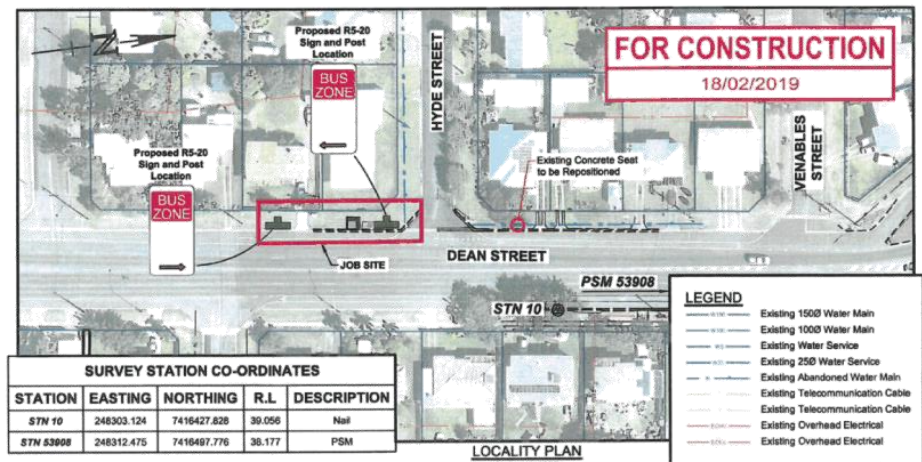 Proposed R5-20
Sign and Post
Location
BUS
ZONE
HYDE STREET
FOR CONSTRUCTION
18/02/2019
Proposed R5-20
Sign and Post
Location
BUS
ZONE
Existing Concrete Seat
to be Repositioned
VENABLES
STREET
DEAN STREET
JOB SITE
PSM 53908
STN 10
SURVEY STATION CO-ORDINATES
STATION EASTING NORTHING R.L DESCRIPTION
STN 10 248303.124 7416427.828 39.056 Nail
STN 53908 248312.475 7416497.776 38.177 PSM
LOCALITY PLAN
LEGEND
Existing 150Ø Water Main
Existing 100Ø Water Main
Existing Water Service
Existing 25Ø Water Service
Existing Abandoned Water Main
Existing Telecommunication Cable
Existing Telecommunication Cable
Existing Overhead Electrical
Existing Overhead Electrical